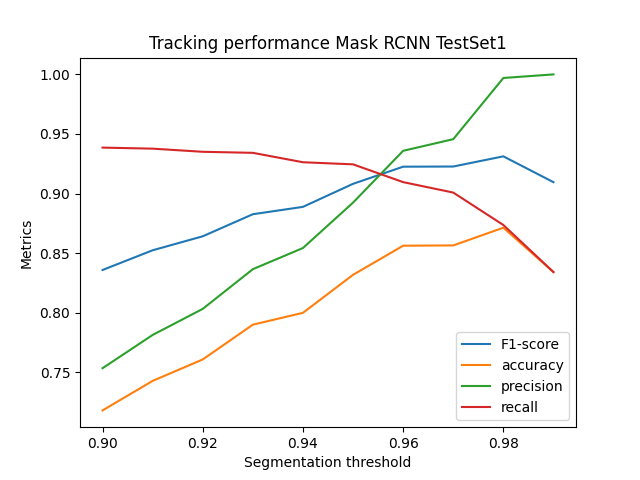 Tracking performance Mask RCNN TestSet1
1.00
0.95
0.90
0.85
0.80
0.75
Metrics
F1-score
accuracy
precision
recall
0.90 0.92 0.94 0.96 0.98
Segmentation threshold